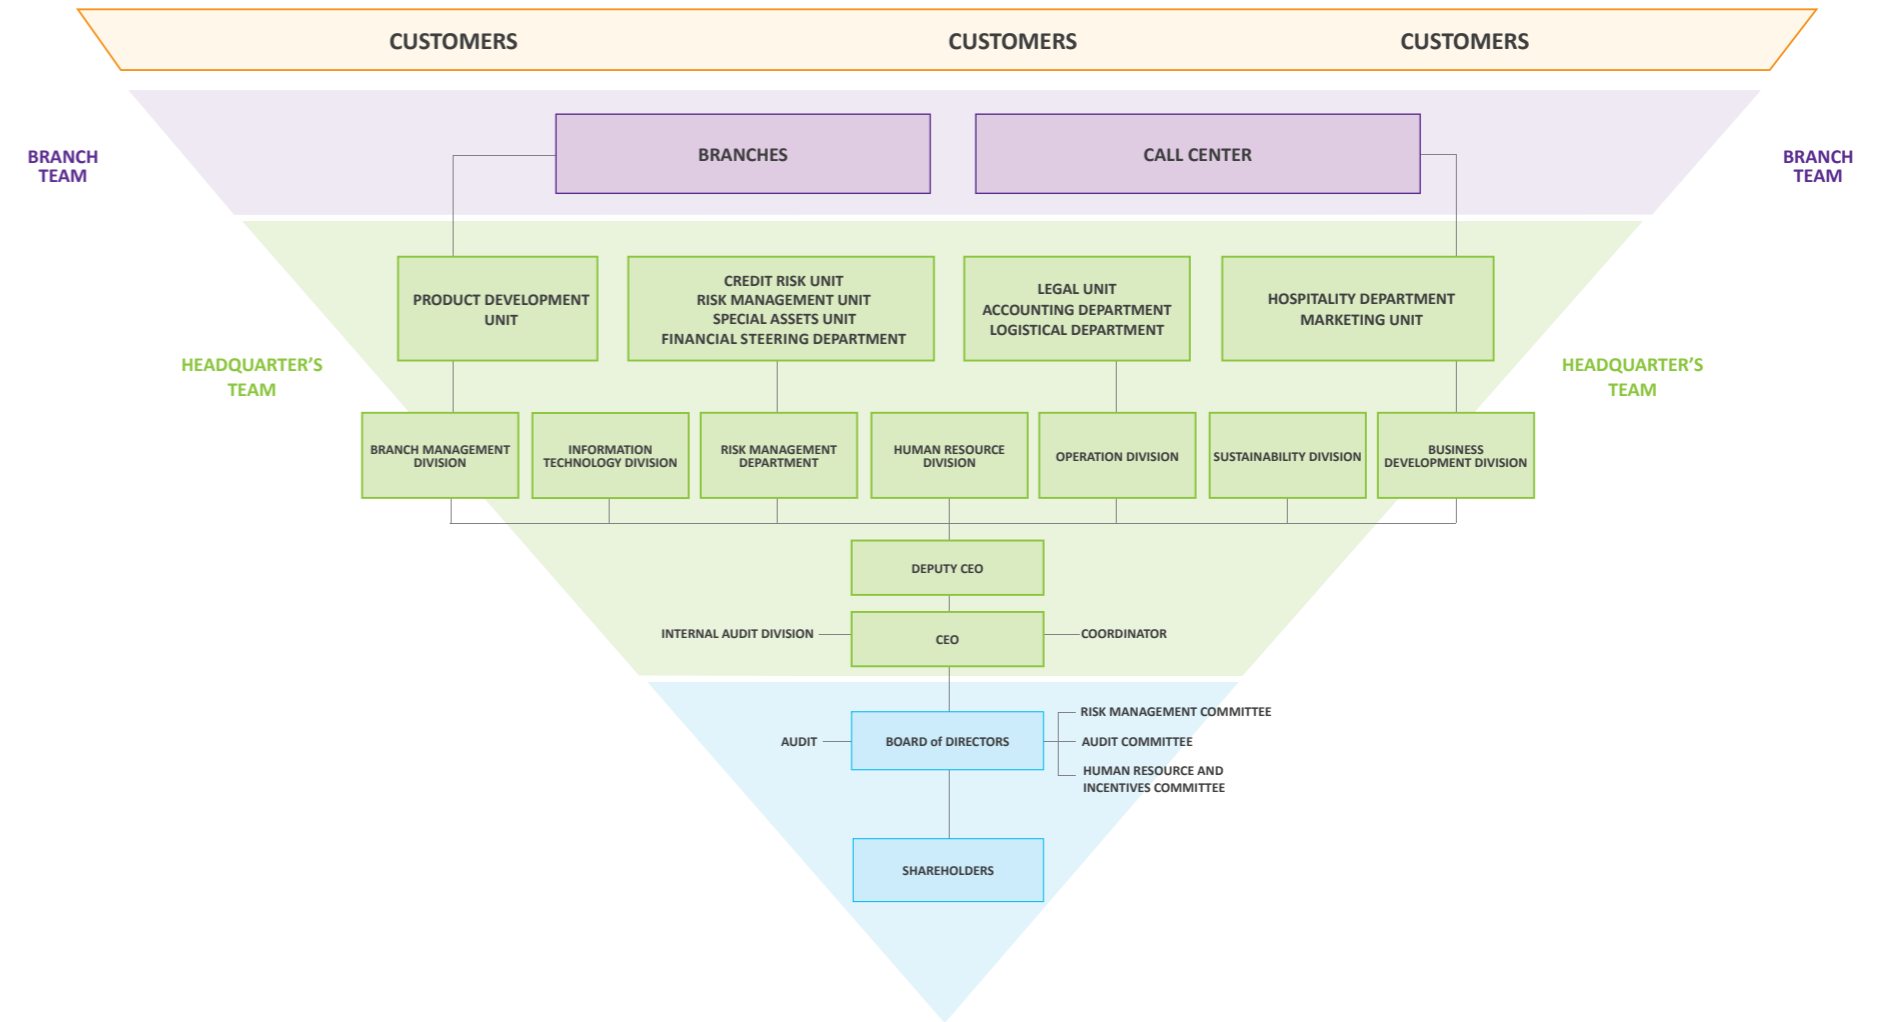 CUSTOMERS
CUSTOMERS
CUSTOMERS
BRANCH
TEAM
BRANCHES
CALL CENTER
BRANCH
TEAM
PRODUCT DEVELOPMENT
UNIT
CREDIT RISK UNIT
RISK MANAGEMENT UNIT
SPECIAL ASSETS UNIT
FINANCIAL STEERING DEPARTMENT
LEGAL UNIT
ACCOUNTING DEPARTMENT
LOGISTICAL DEPARTMENT
HOSPITALITY DEPARTMENT
MARKETING UNIT
HEADQUARTER’S
TEAM
HEADQUARTER’S
TEAM
BRANCH MANAGEMENT
DIVISION
INFORMATION
TECHNOLOGY DIVISION
RISK MANAGEMENT
DEPARTMENT
HUMAN RESOURCE
DIVISION
OPERATION DIVISION
SUSTAINABILITY DIVISION
BUSINESS
DEVELOPMENT DIVISION
DEPUTY CEO
INTERNAL AUDIT DIVISION
CEO
COORDINATOR
AUDIT
BOARD of DIRECTORS
RISK MANAGEMENT COMMITTEE
AUDIT COMMITTEE
HUMAN RESOURCE AND
INCENTIVES COMMITTEE
SHAREHOLDERS